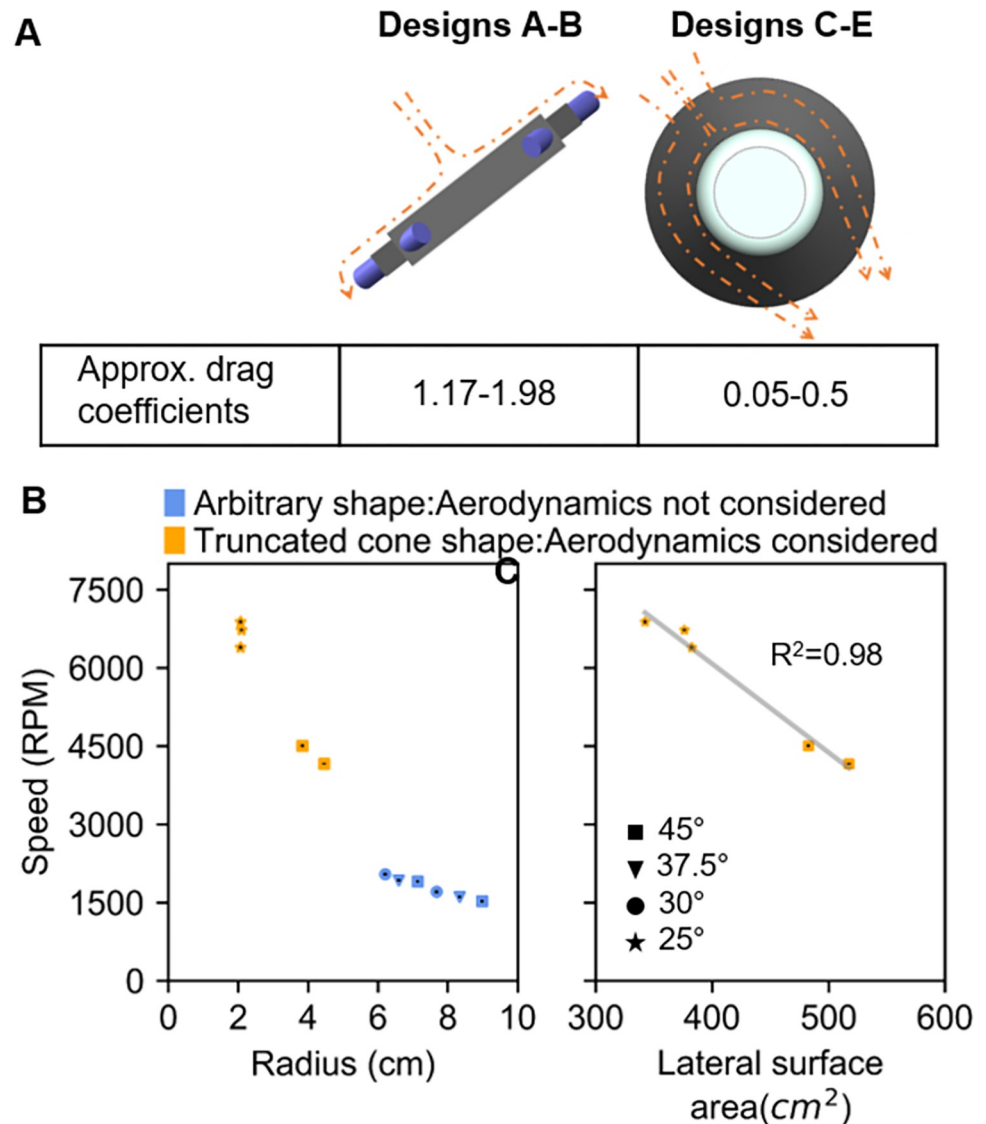 A
Designs A-B
Designs C-E
Approx. drag
coefficients
1.17-1.98
0.05-0.5
B
Arbitrary shape:Aerodynamics not considered
Truncated cone shape:Aerodynamics considered
C
7500
6000
4500
3000
1500
0
Speed (RPM)
0 2 4 6 8 10
Radius (cm)
R²=0.98
45°
37.5°
30°
25°
300 400 500 600
Lateral surface
area(cm²)